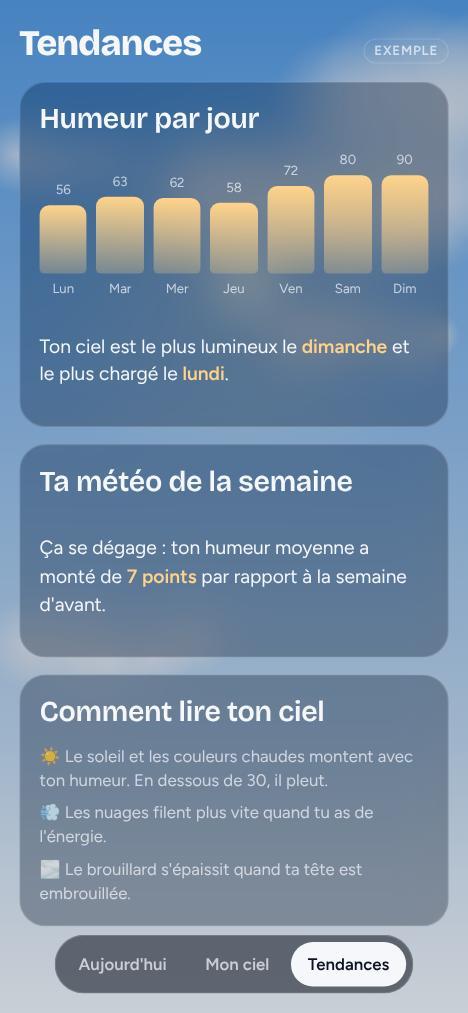 Tendances
EXEMPLE
Humeur par jour
56 63 62 58 72 80 90
Lun Mar Mer Jeu Ven Sam Dim
Ton ciel est le plus lumineux le dimanche et
le plus chargé le lundi.
Ta météo de la semaine
Ça se dégage : ton humeur moyenne a
monté de 7 points par rapport à la semaine
d'avant.
Comment lire ton ciel
☀️ Le soleil et les couleurs chaudes montent avec
ton humeur. En dessous de 30, il pleut.
💨 Les nuages filent plus vite quand tu as de
l'énergie.
🌫️ Le brouillard s'épaissit quand ta tête est
embrouillée.
Aujourd'hui Mon ciel Tendances